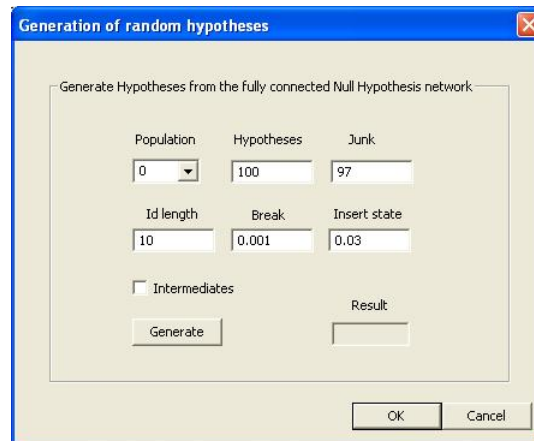 Generation of random hypotheses
Generate Hypotheses from the fully connected Null Hypothesis network
Population Hypotheses Junk
0 100 97
Id length Break Insert state
10 0.001 0.03
Intermediates
Result
Generate
OK Cancel